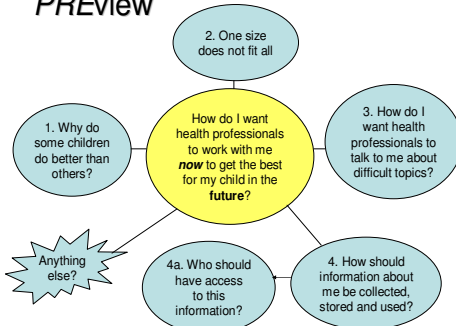 PREview
2. One size
does not fit all
1. Why do
some children
do better than
others?
How do I want
health professionals
to work with me
now to get the best
for my child in the
future?
3. How do I
want health
professionals to
talk to me about
difficult topics?
Anything
else?
4a. Who should
have access
to this
information?
4. How should
information about
me be collected,
stored and used?